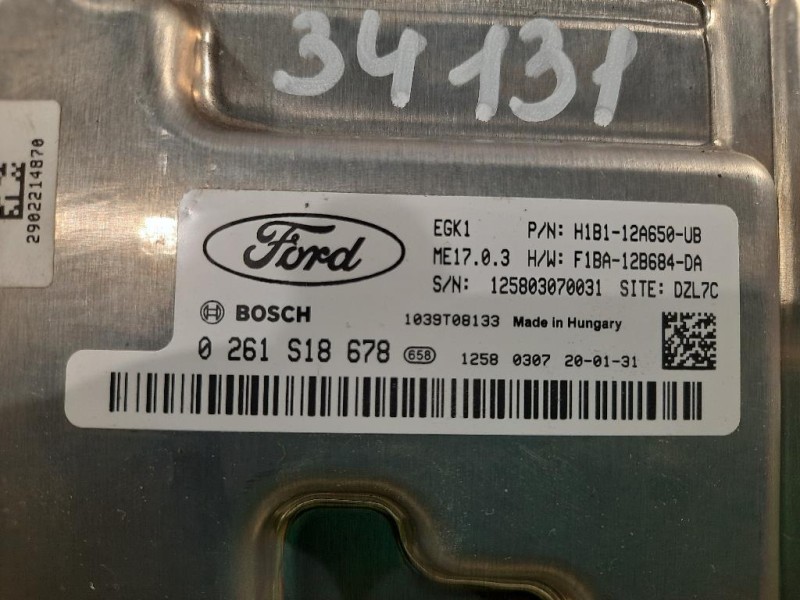 34131
2902214870
Ford
EGK1 P/N: H1B1-12A650-UB
ME17.0.3 H/W: F1BA-12B684-DA
S/N: 125803070031 SITE: DZL7C
BOSCH 1039T08133 Made in Hungary
0 261 S18 678 658 1258 0307 20-01-31